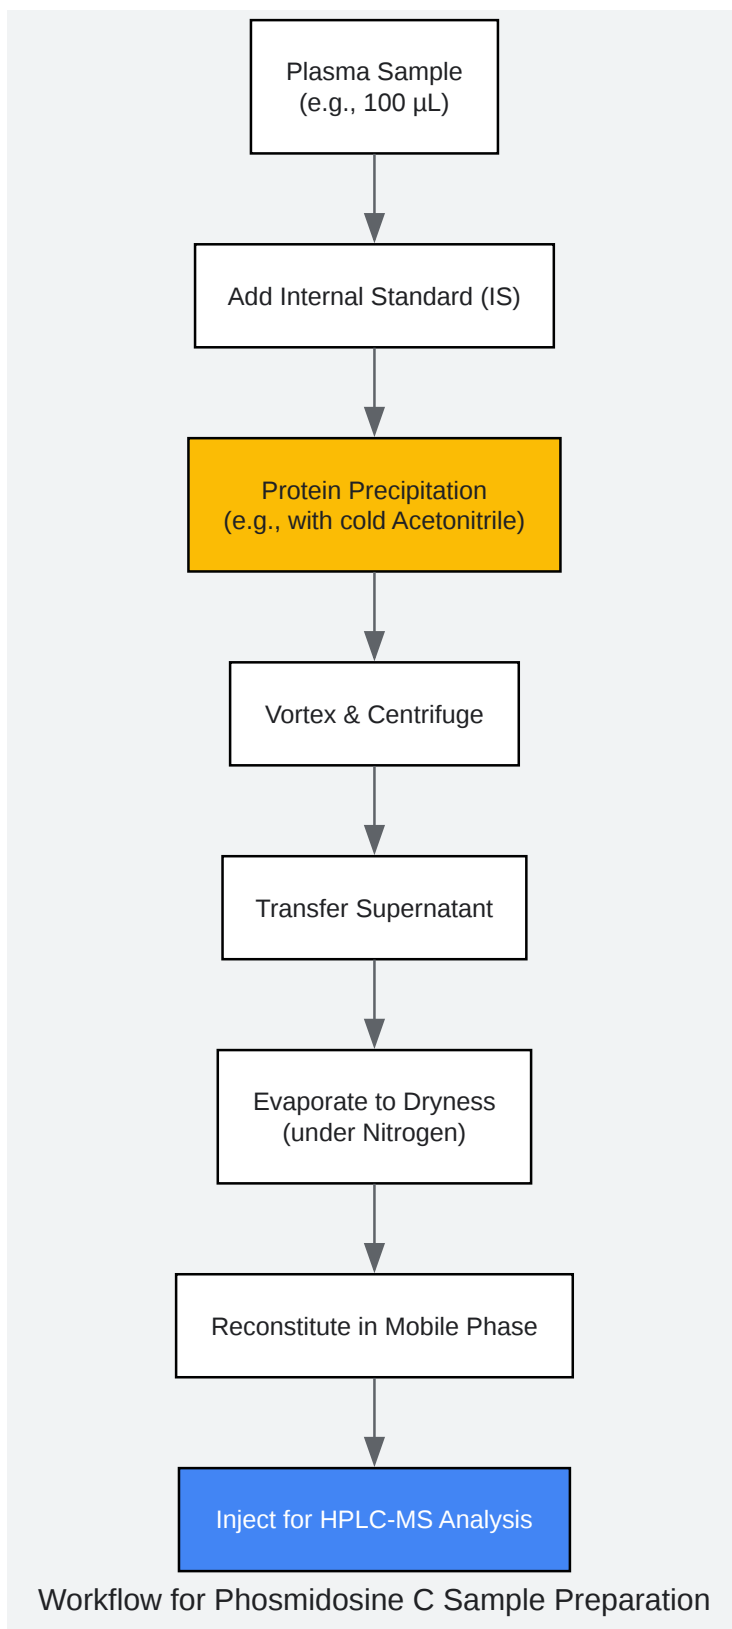 Plasma Sample
(e.g., 100 µL)
Add Internal Standard (IS)
Protein Precipitation
(e.g., with cold Acetonitrile)
Vortex & Centrifuge
Transfer Supernatant
Evaporate to Dryness
(under Nitrogen)
Reconstitute in Mobile Phase
Inject for HPLC-MS Analysis
Workflow for Phosmidosine C Sample Preparation